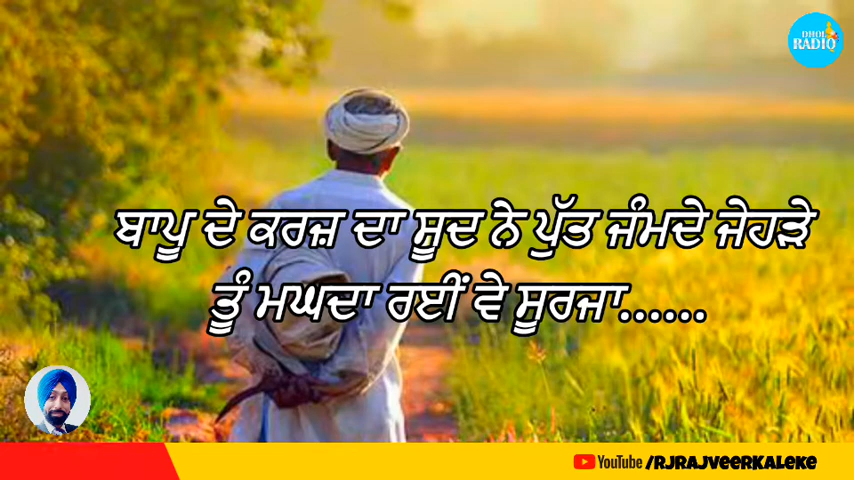 DHOL
RADIO
ਬਾਪੂ ਦੇ ਕਰਜ਼ ਦਾ ਸੂਦ ਨੇ ਪੁੱਤ ਜੰਮਦੇ ਜੇਹੜੇ
ਤੂੰ ਮਘਦਾ ਰਈਂ ਵੇ ਸੂਰਜਾ......
YouTube /RJRAJVEERKALEKE